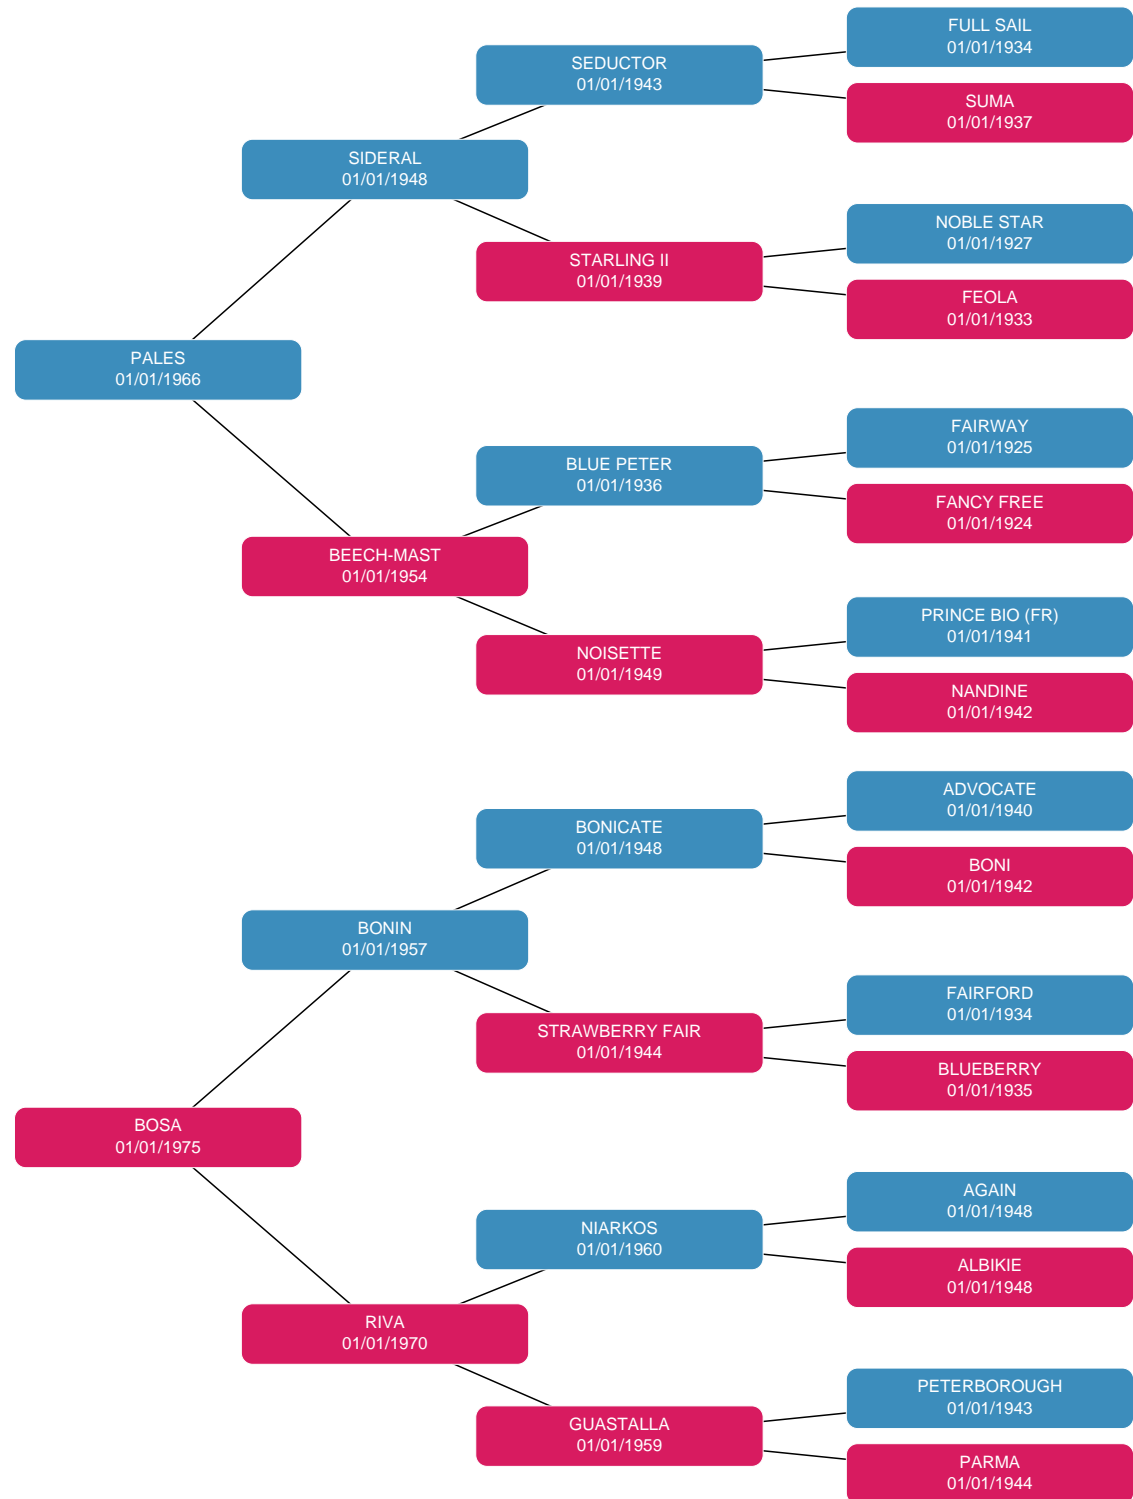 FULL SAIL
01/01/1934
SEDUCTOR
01/01/1943
SUMA
01/01/1937
SIDERAL
01/01/1948
NOBLE STAR
01/01/1927
STARLING II
01/01/1939
FEOLA
01/01/1933
PALES
01/01/1966
FAIRWAY
01/01/1925
BLUE PETER
01/01/1936
FANCY FREE
01/01/1924
BEECH-MAST
01/01/1954
PRINCE BIO (FR)
01/01/1941
NOISETTE
01/01/1949
NANDINE
01/01/1942
ADVOCATE
01/01/1940
BONICATE
01/01/1948
BONI
01/01/1942
BONIN
01/01/1957
FAIRFORD
01/01/1934
STRAWBERRY FAIR
01/01/1944
BLUEBERRY
01/01/1935
BOSA
01/01/1975
AGAIN
01/01/1948
NIARKOS
01/01/1960
ALBIKIE
01/01/1948
RIVA
01/01/1970
PETERBOROUGH
01/01/1943
GUASTALLA
01/01/1959
PARMA
01/01/1944